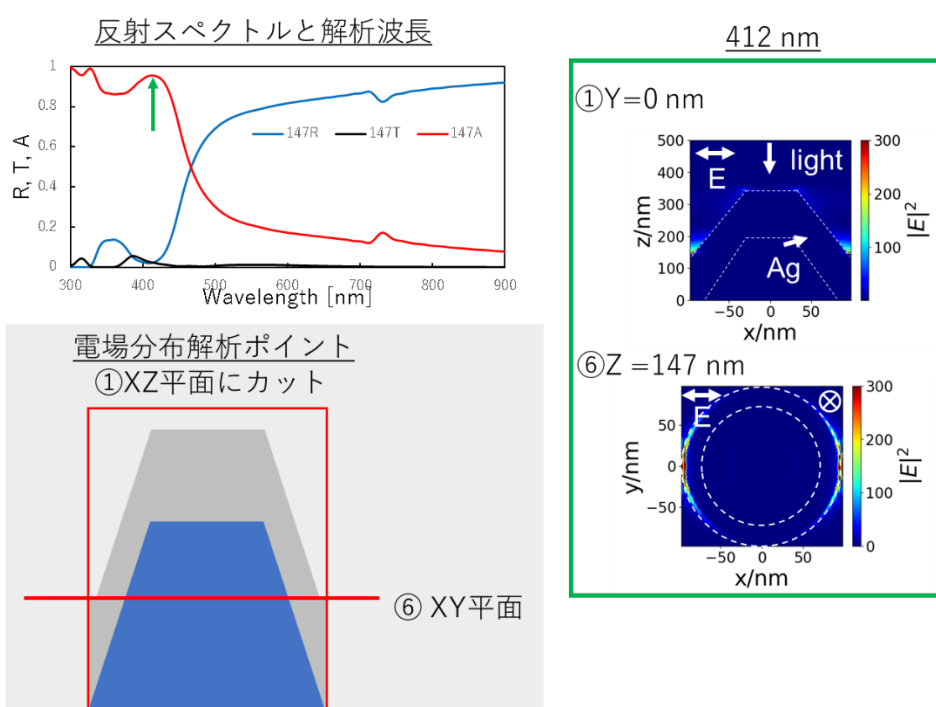 反射スペクトルと解析波長
R, T, A
1
0.8
0.6
0.4
0.2
0
147R
147T
147A
300
400
500
600
700
800
900
Wavelength [nm]
電場分布解析ポイント
①XZ平面にカット
⑥ XY平面
412 nm
①Y=0 nm
z/nm
500
400
300
200
100
0
E
light
Ag
−50
0
50
x/nm
300
200
100
|E|²
⑥Z =147 nm
y/nm
50
0
−50
E
−50
0
50
x/nm
300
200
100
0
|E|²